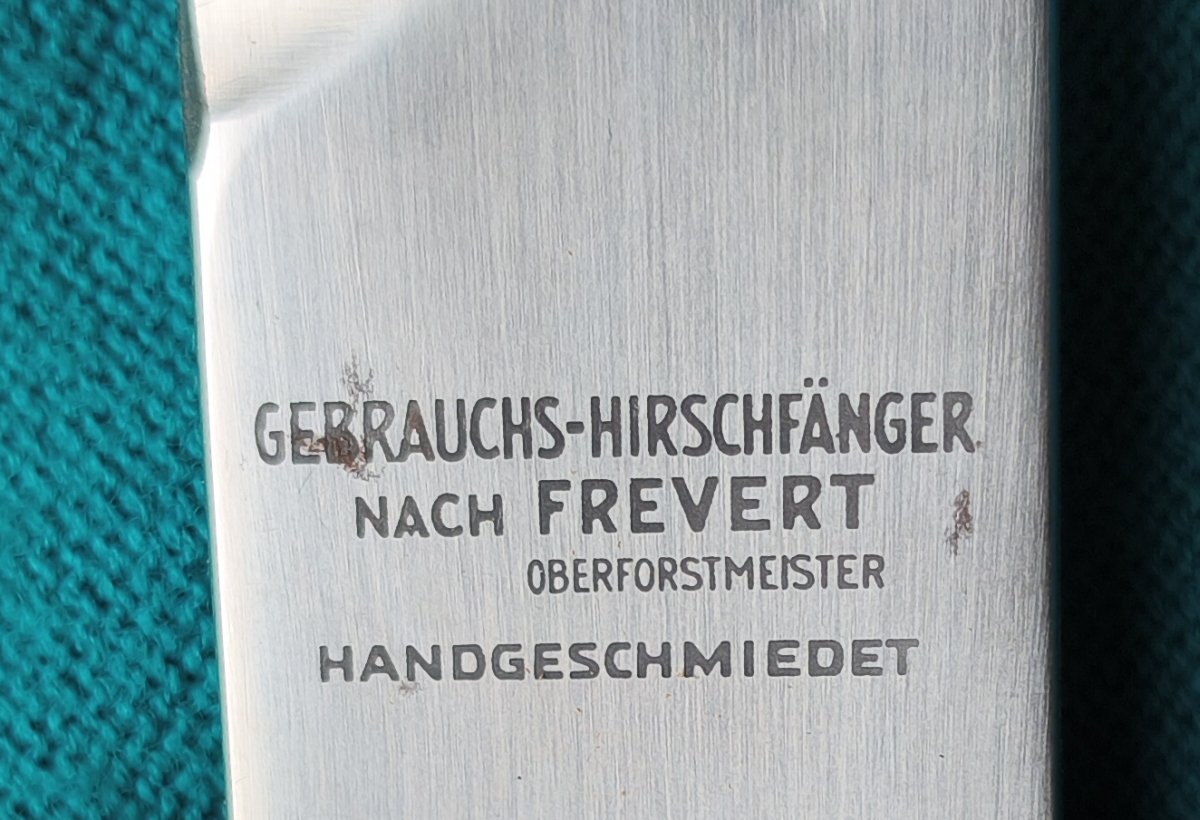 GEBRAUCHS-HIRSCHFÄNGER
NACH FREVERT
OBERFORSTMEISTER
HANDGESCHMIEDET